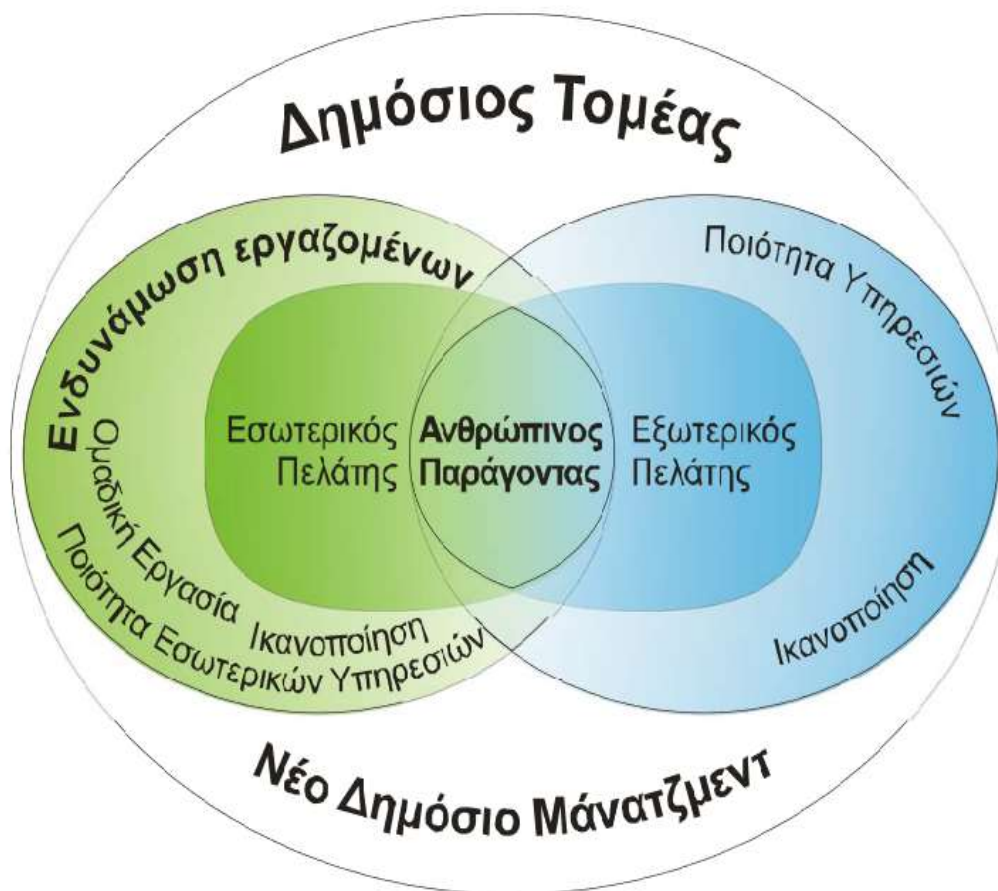 Δημόσιος Τομέας
Ενδυνάμωση εργαζομένων
Ομαδική Εργασία
Ικανοποίηση
Ποιότητα Εσωτερικών Υπηρεσιών
Εσωτερικός
Πελάτης
Ανθρώπινος
Παράγοντας
Εξωτερικός
Πελάτης
Ποιότητα Υπηρεσιών
Ικανοποίηση
Νέο Δημόσιο Μάνατζμεντ